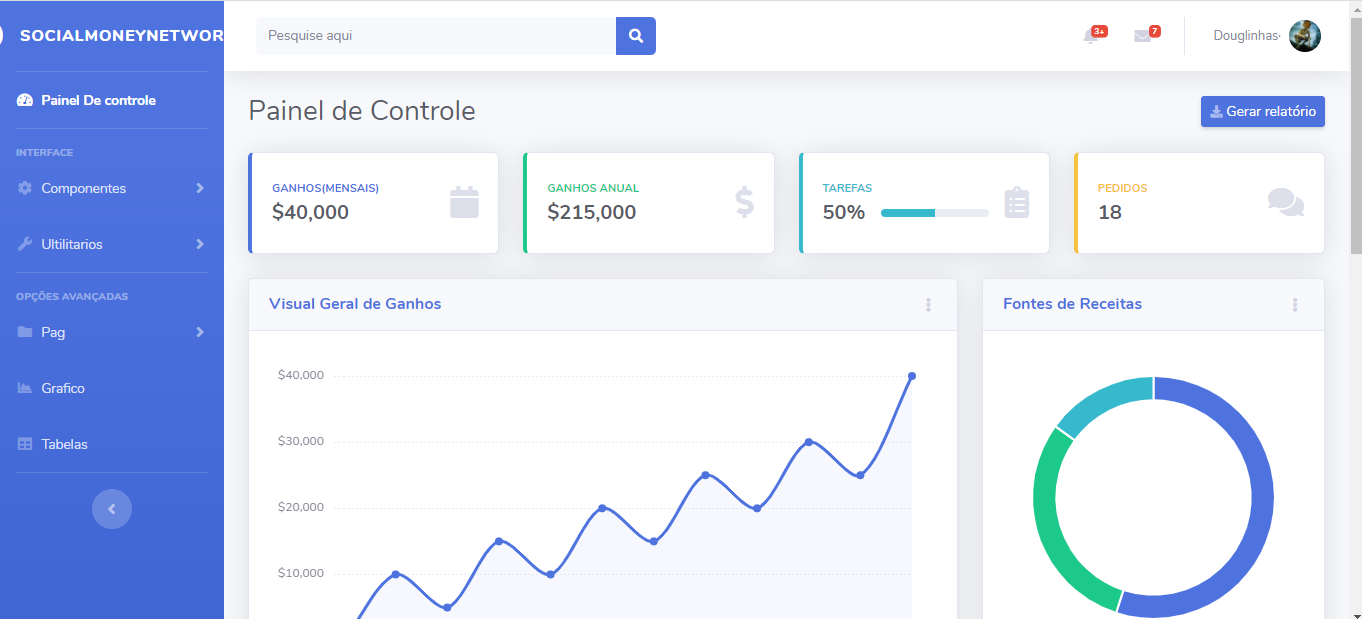 SOCIALMONEYNETWOR
Pesquise aqui
3+
7
Douglinhas·
Painel De controle
INTERFACE
Componentes
Ultilitarios
OPÇÕES AVANÇADAS
Pag
Grafico
Tabelas
Painel de Controle
Gerar relatório
GANHOS(MENSAIS)
$40,000
GANHOS ANUAL
$215,000
TAREFAS
50%
PEDIDOS
18
Visual Geral de Ganhos
$40,000
$30,000
$20,000
$10,000
Fontes de Receitas